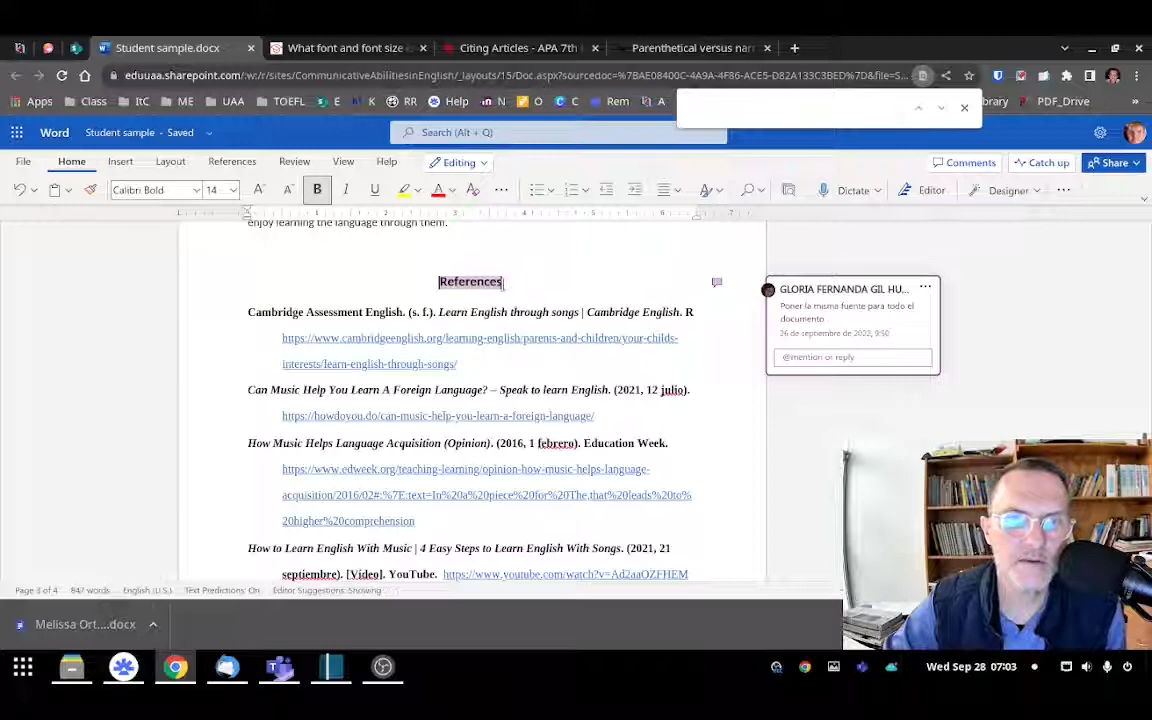 Student sample.docx
What font and font size
Citing Articles - APA 7th
Parenthetical versus nar
eduuaa.sharepoint.com/:w:/r/sites/CommunicativeAbilitiesinEnglish/_layouts/15/Doc.aspx?sourcedoc=%7BAE08400C-4A9A-4F86-ACE5-D82A133C3BED%7D&file=S...
Apps Class ItC ME UAA TOEFL E K RR Help N O C Rem A ibrary PDF_Drive »
Word Student sample - Saved Search (Alt + Q)
File Home Insert Layout References Review View Help Editing Comments Catch up Share
Calibri Bold 14 B I U A Dictate Editor Designer
enjoy learning the language through them.
References
GLORIA FERNANDA GIL HU...
Poner la misma fuente para todo el
documento
26 de septiembre de 2022, 9:50
@mention or reply
Cambridge Assessment English. (s. f.). Learn English through songs | Cambridge English. R
https://www.cambridgeenglish.org/learning-english/parents-and-children/your-childs-
interests/learn-english-through-songs/
Can Music Help You Learn A Foreign Language? – Speak to learn English. (2021, 12 julio).
https://howdoyou.do/can-music-help-you-learn-a-foreign-language/
How Music Helps Language Acquisition (Opinion). (2016, 1 febrero). Education Week.
https://www.edweek.org/teaching-learning/opinion-how-music-helps-language-
acquisition/2016/02#:%7E:text=In%20a%20piece%20for%20The,that%20leads%20to%
20higher%20comprehension
How to Learn English With Music | 4 Easy Steps to Learn English With Songs. (2021, 21
septiembre). [Vídeo]. YouTube. https://www.youtube.com/watch?v=Ad2aaOZFHEM
Page 3 of 4 847 words English (U.S.) Text Predictions: On Editor Suggestions: Showing
Melissa Ort....docx
Wed Sep 28 07:03